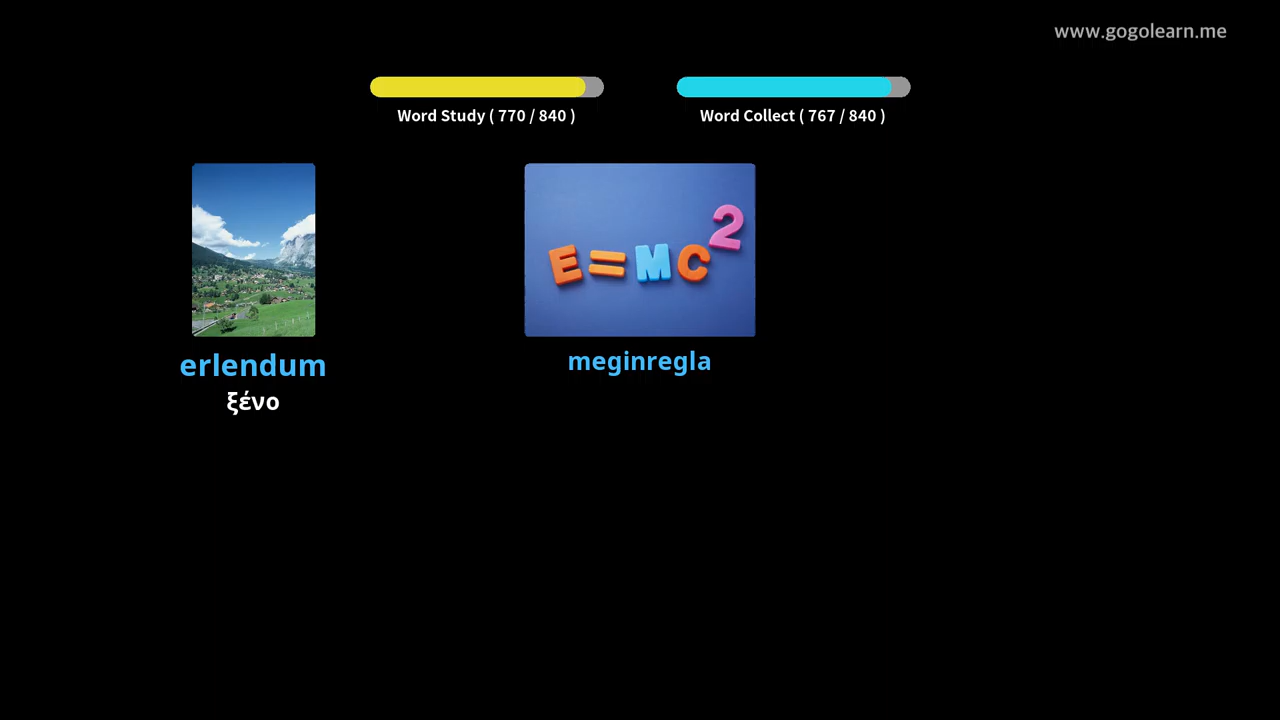 www.gogolearn.me
Word Study ( 770 / 840 )
Word Collect ( 767 / 840 )
E=MC2
erlendum
meginregla
ξένο